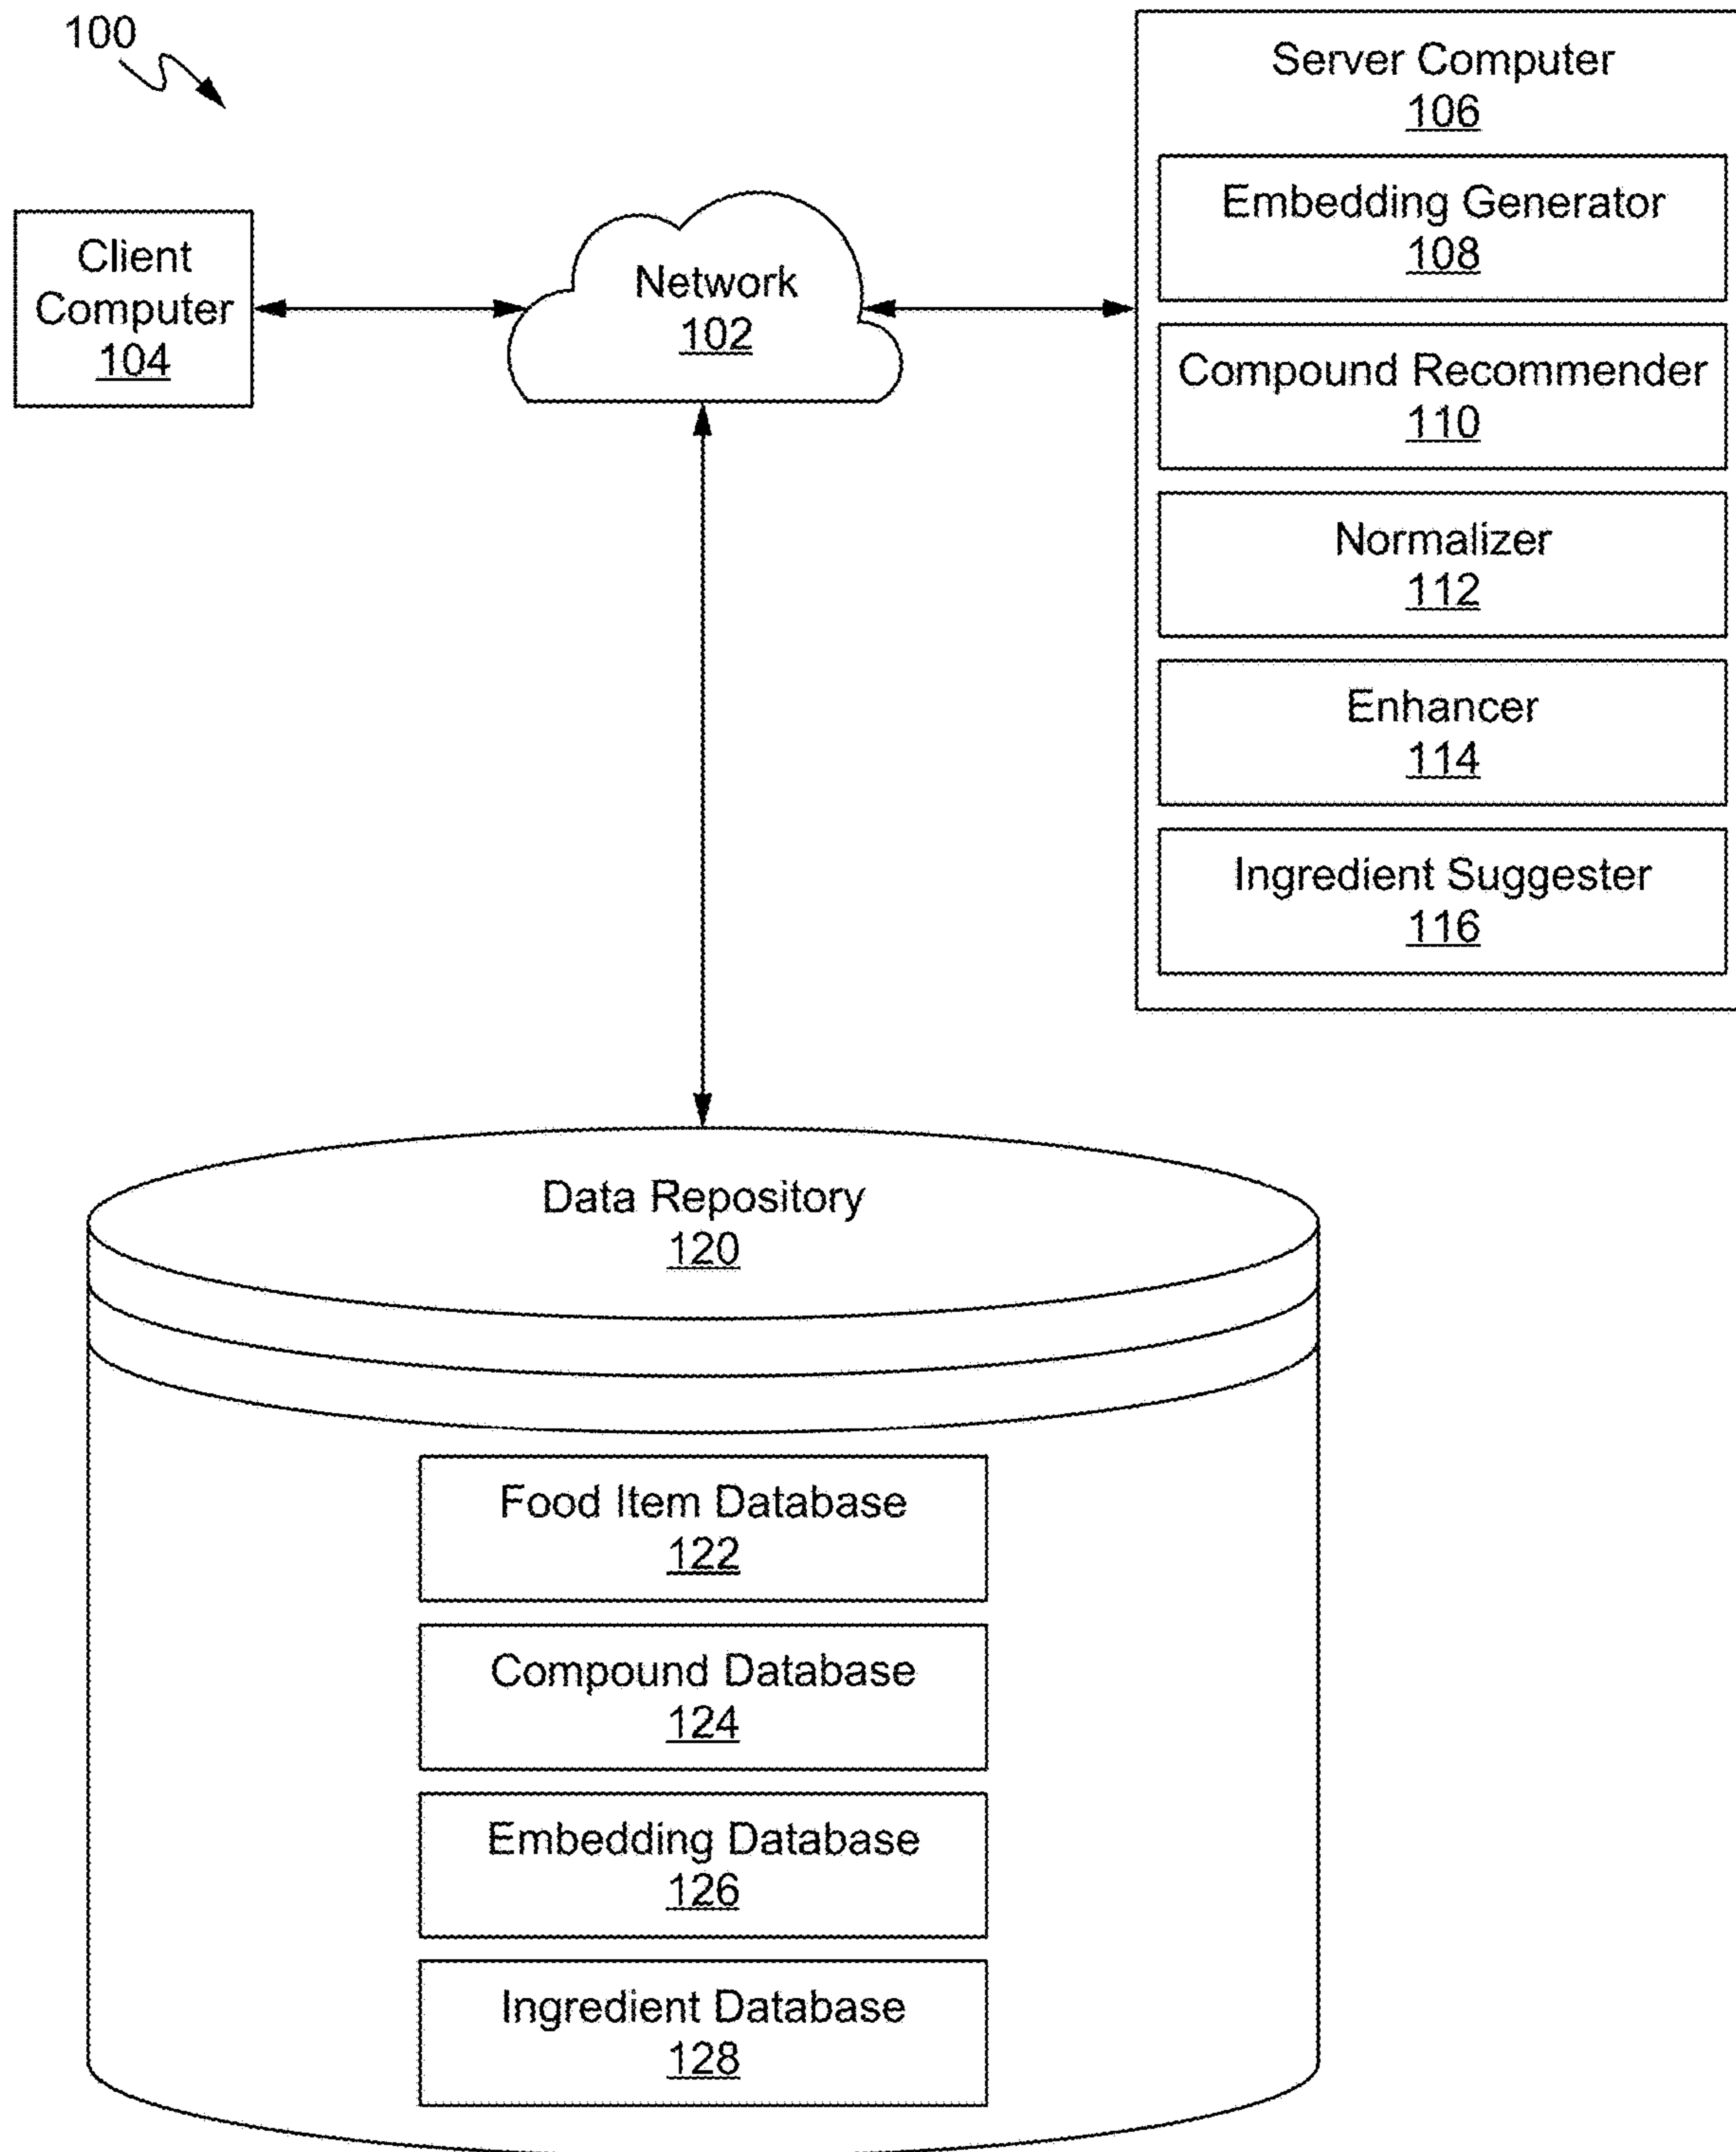 100
Server Computer
106
Embedding Generator
108
Client
Computer
104
Network
102
Compound Recommender
110
Normalizer
112
Enhancer
114
Ingredient Suggester
116
Data Repository
120
Food Item Database
122
Compound Database
124
Embedding Database
126
Ingredient Database
128